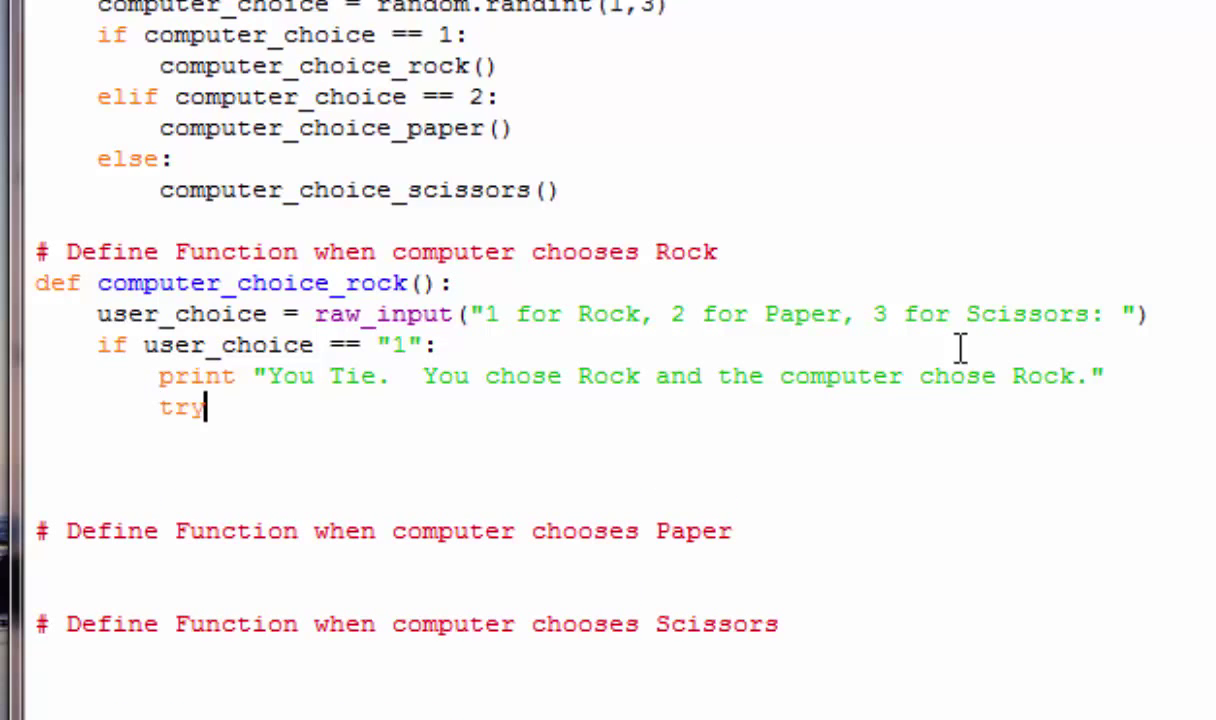 computer_choice = random.randint(1,3)
if computer_choice == 1:
computer_choice_rock()
elif computer_choice == 2:
computer_choice_paper()
else:
computer_choice_scissors()
# Define Function when computer chooses Rock
def computer_choice_rock():
user_choice = raw_input("1 for Rock, 2 for Paper, 3 for Scissors: ")
if user_choice == "1":
print "You Tie.  You chose Rock and the computer chose Rock."
try
# Define Function when computer chooses Paper
# Define Function when computer chooses Scissors